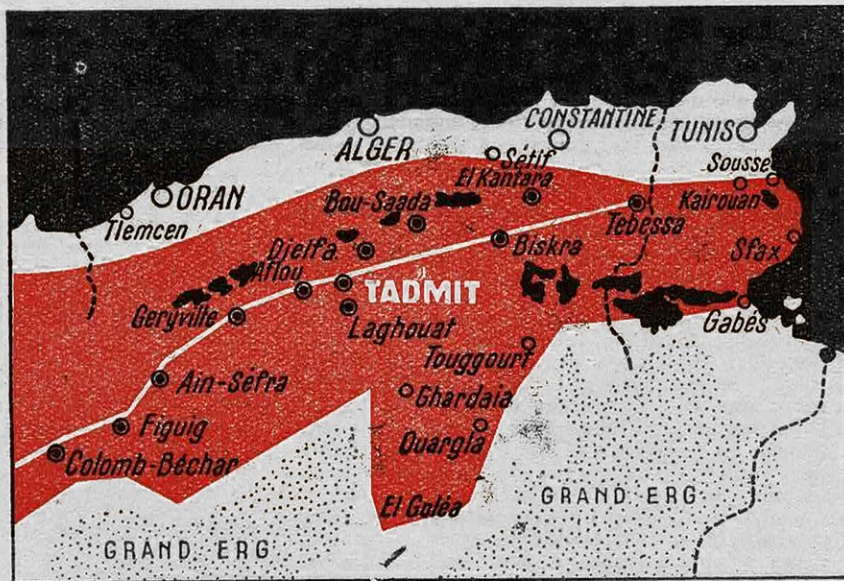 CONSTANTINE
TUNIS
ALGER
Sétif
Sousse
El Kantara
ORAN
Bou-Saada
Kairouan
Tlemcen
Tebessa
Djelfa
Biskra
Sfax
Aflou
TADMIT
Geryville
Laghouat
Gabés
Touggourt
Ain-Séfra
Ghardaia
Figuig
Ouargla
Colomb-Béchar
El Goléa
GRAND ERG
GRAND ERG